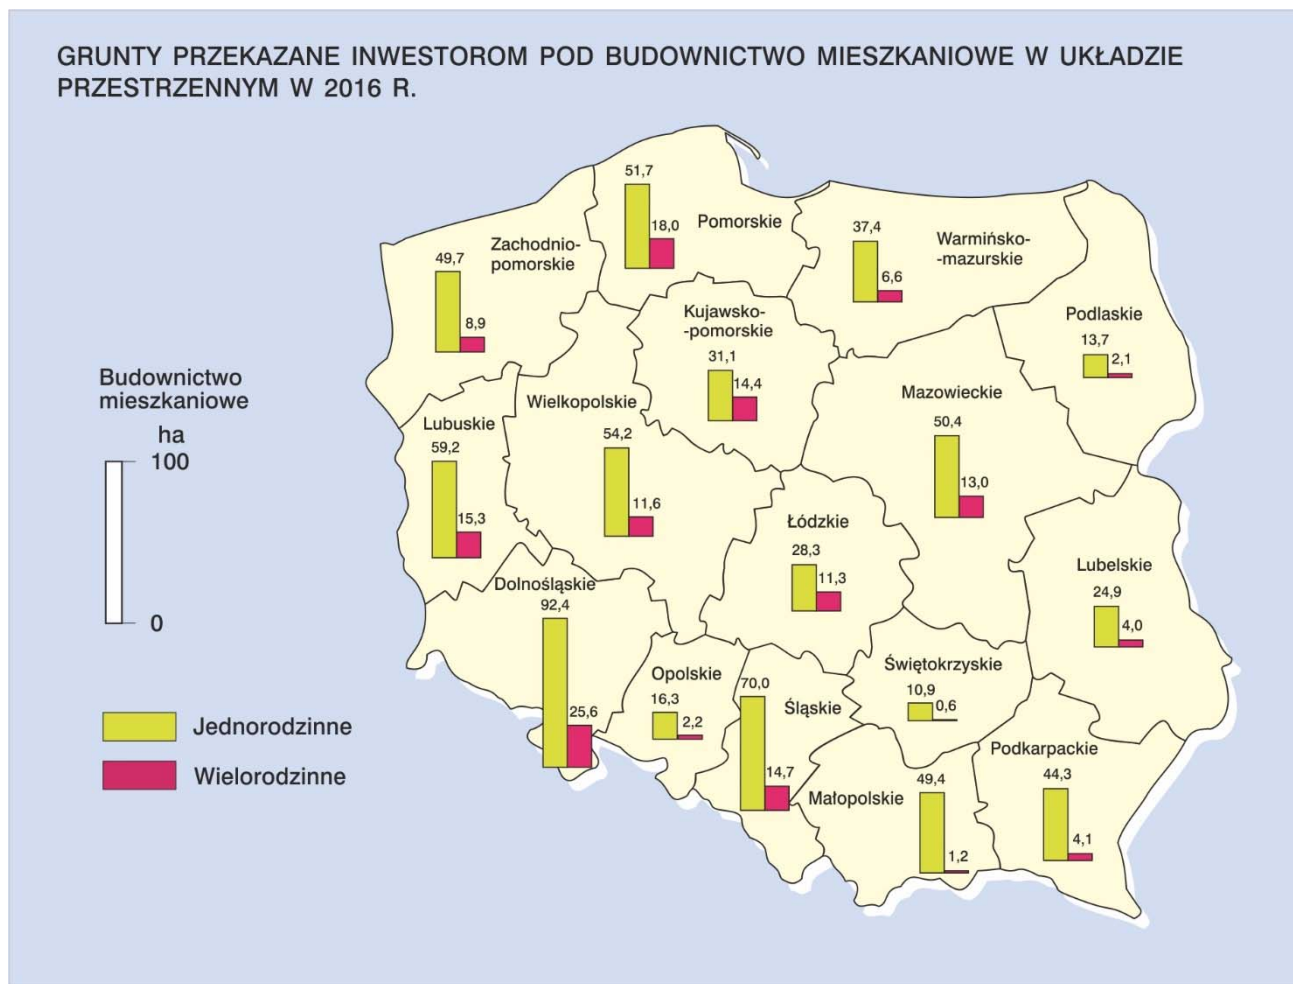 GRUNTY PRZEKAZANE INWESTOROM POD BUDOWNICTWO MIESZKANIOWE W UKŁADZIE
PRZESTRZENNYM W 2016 R.
Budownictwo
mieszkaniowe
ha
100
0
Jednorodzinne
Wielorodzinne
Zachodnio-
pomorskie
49,7
8,9
Pomorskie
51,7
18,0
Warmińsko-
-mazurskie
37,4
6,6
Podlaskie
13,7
2,1
Kujawsko-
-pomorskie
31,1
14,4
Mazowieckie
50,4
13,0
Lubuskie
59,2
15,3
Wielkopolskie
54,2
11,6
Łódzkie
28,3
11,3
Lubelskie
24,9
4,0
Dolnośląskie
92,4
25,6
Opolskie
16,3
2,2
Śląskie
70,0
14,7
Świętokrzyskie
10,9
0,6
Małopolskie
49,4
1,2
Podkarpackie
44,3
4,1